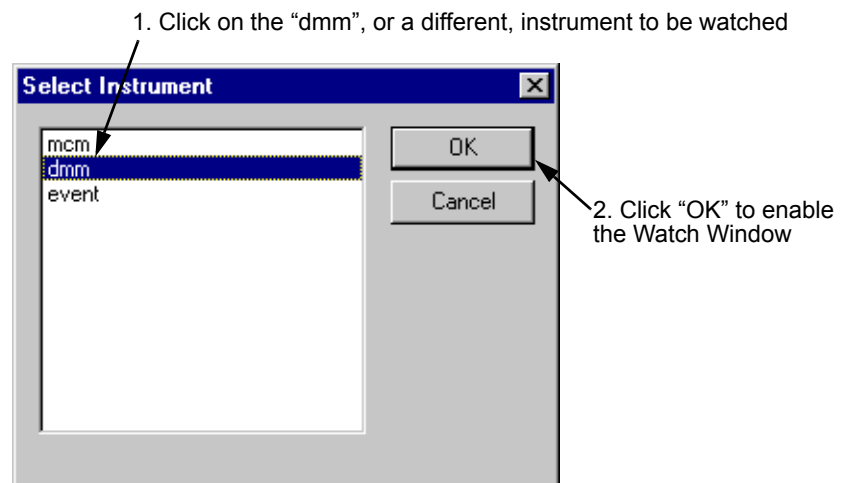 1. Click on the “dmm”, or a different, instrument to be watched
Select Instrument
mcm
dmm
event
OK
Cancel
2. Click “OK” to enable
the Watch Window